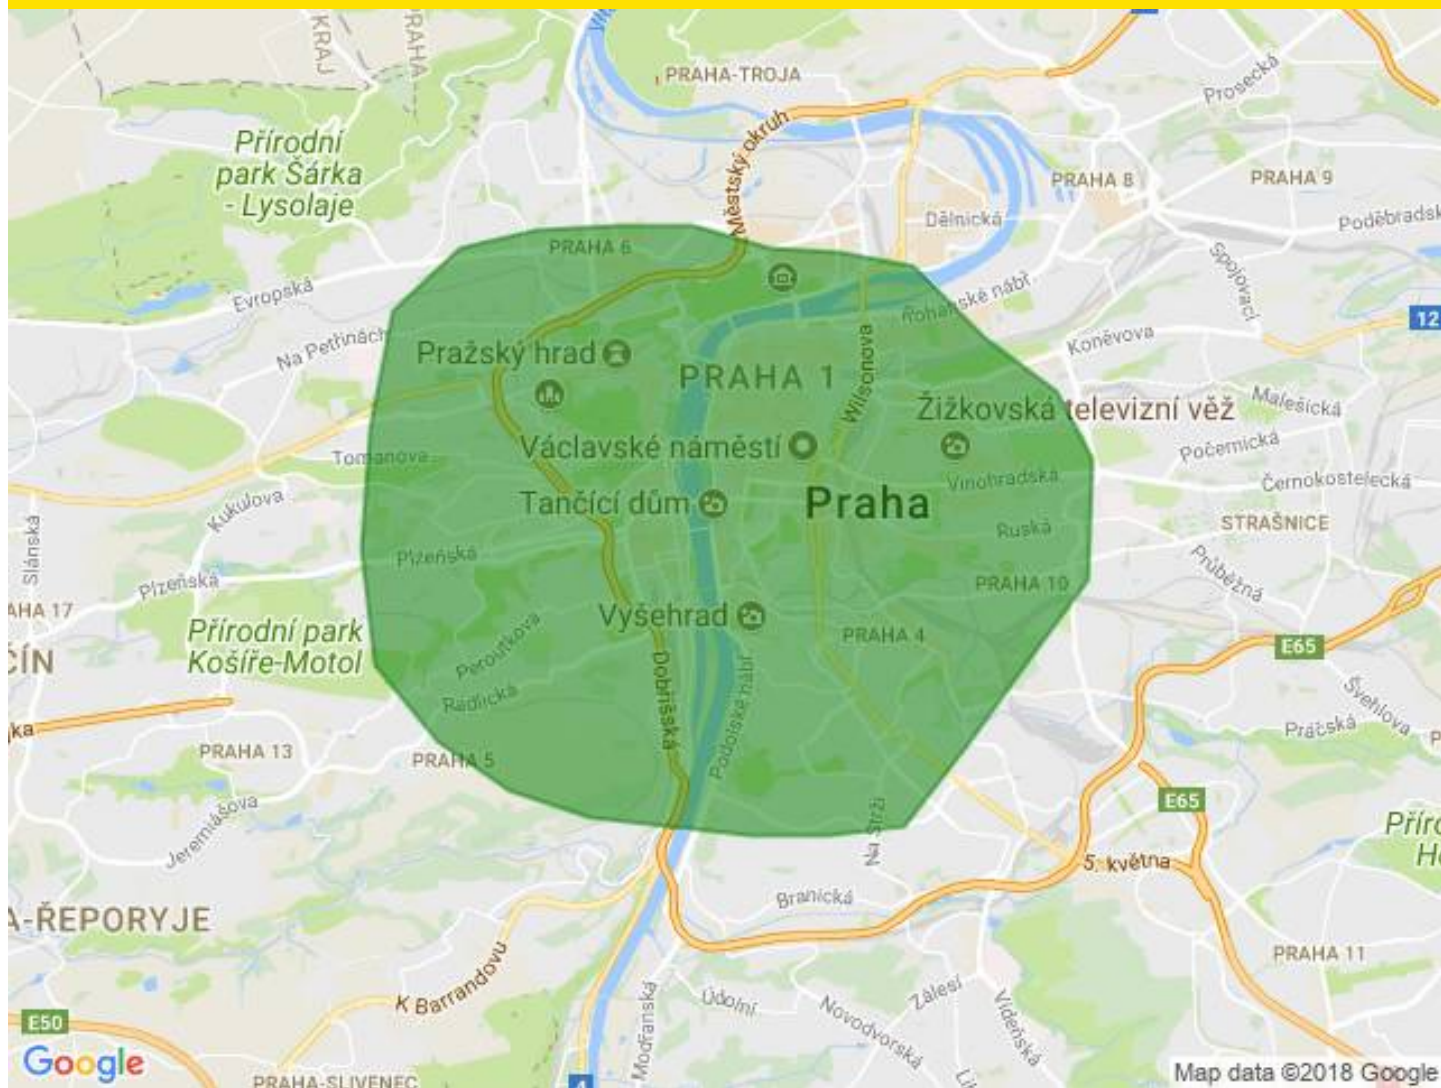 KRAJ
PRAHA
PRAHA-TROJA
Prosecká
Městský okruh
Přírodní
park Šárka
- Lysolaje
PRAHA 8
PRAHA 9
Dělnická
Poděbradsk
PRAHA 6
Spojovací
Evropská
Rohanské nábř.
12
Na Petřinách
Koněvova
Pražský hrad
PRAHA 1
Wilsonova
Malešická
Žižkovská televizní věž
Počernická
Václavské náměstí
Tomanova
Vinohradská
Černokostelecká
Kukulova
Tančící dům
Praha
STRAŠNICE
Slánská
Ruská
Plzeňská
Plzeňská
Průběžná
PRAHA 10
AHA 17
Vyšehrad
PRAHA 4
Přírodní park
Košíře-Motol
Peroutkova
E65
ČÍN
Dobříšská
Radlická
Podolské nábř.
Švehlova
Práčská
PRAHA 13
PRAHA 5
E65
Jeremiášova
Na Strži
5. května
Branická
A-ŘEPORYJE
K Barrandovu
PRAHA 11
Údolní
Zálesí
Modřanská
Novodvorská
Vídeňská
E50
Google
PRAHA-SLIVENEC
4
Map data ©2018 Google